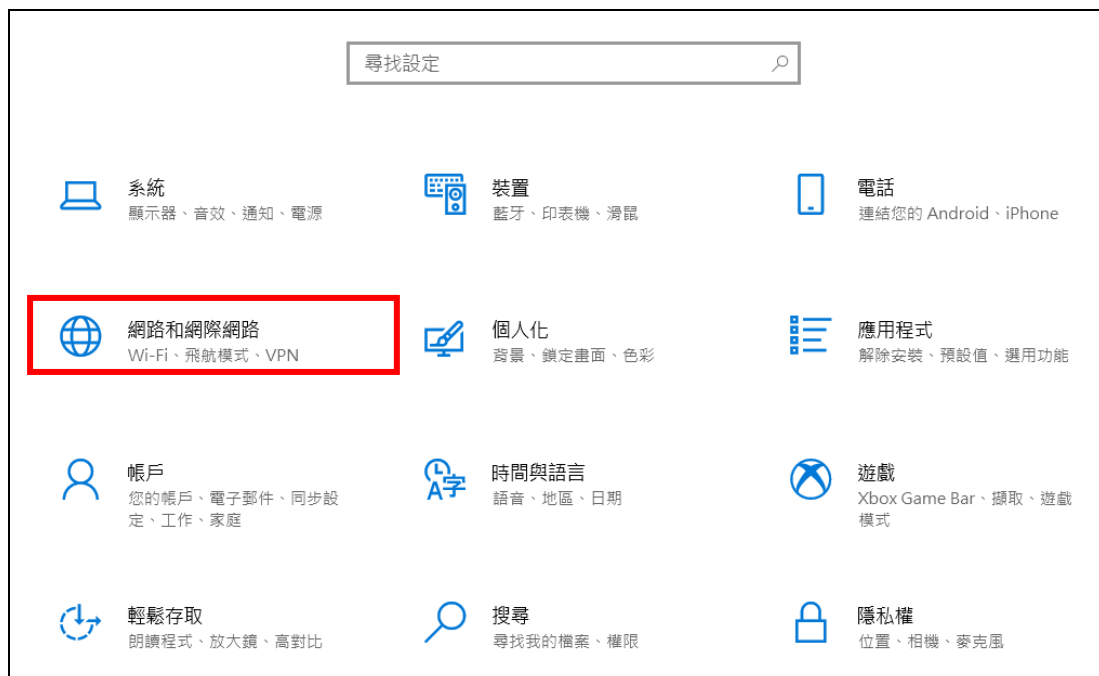 尋找設定
系統
顯示器、音效、通知、電源
裝置
藍牙、印表機、滑鼠
電話
連結您的 Android、iPhone
網路和網際網路
Wi-Fi、飛航模式、VPN
個人化
背景、鎖定畫面、色彩
應用程式
解除安裝、預設值、選用功能
帳戶
您的帳戶、電子郵件、同步設
定、工作、家庭
時間與語言
語音、地區、日期
遊戲
Xbox Game Bar、擷取、遊戲
模式
輕鬆存取
朗讀程式、放大鏡、高對比
搜尋
尋找我的檔案、權限
隱私權
位置、相機、麥克風